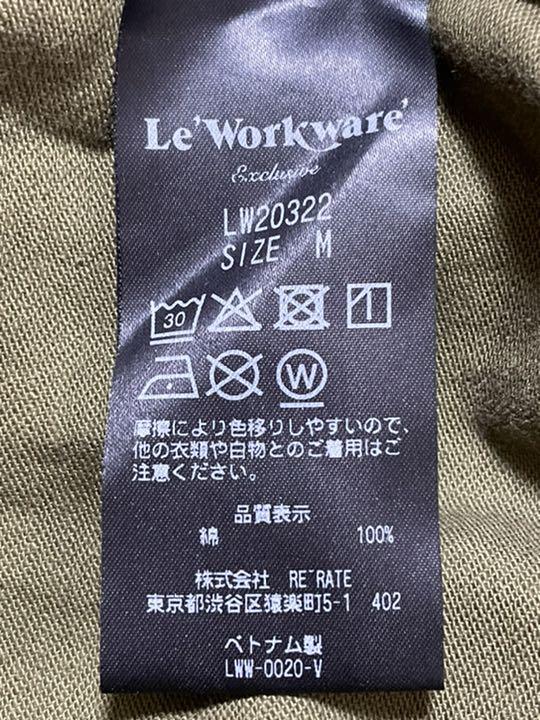 Le'Workware'
Exclusive
LW20322
SIZE M
30
W
摩擦により色移りしやすいので、
他の衣類や白物とのご着用はご
注意ください。
品質表示
綿 100%
株式会社 RE'RATE
東京都渋谷区猿楽町5-1 402
ベトナム製
LWW-0020-V